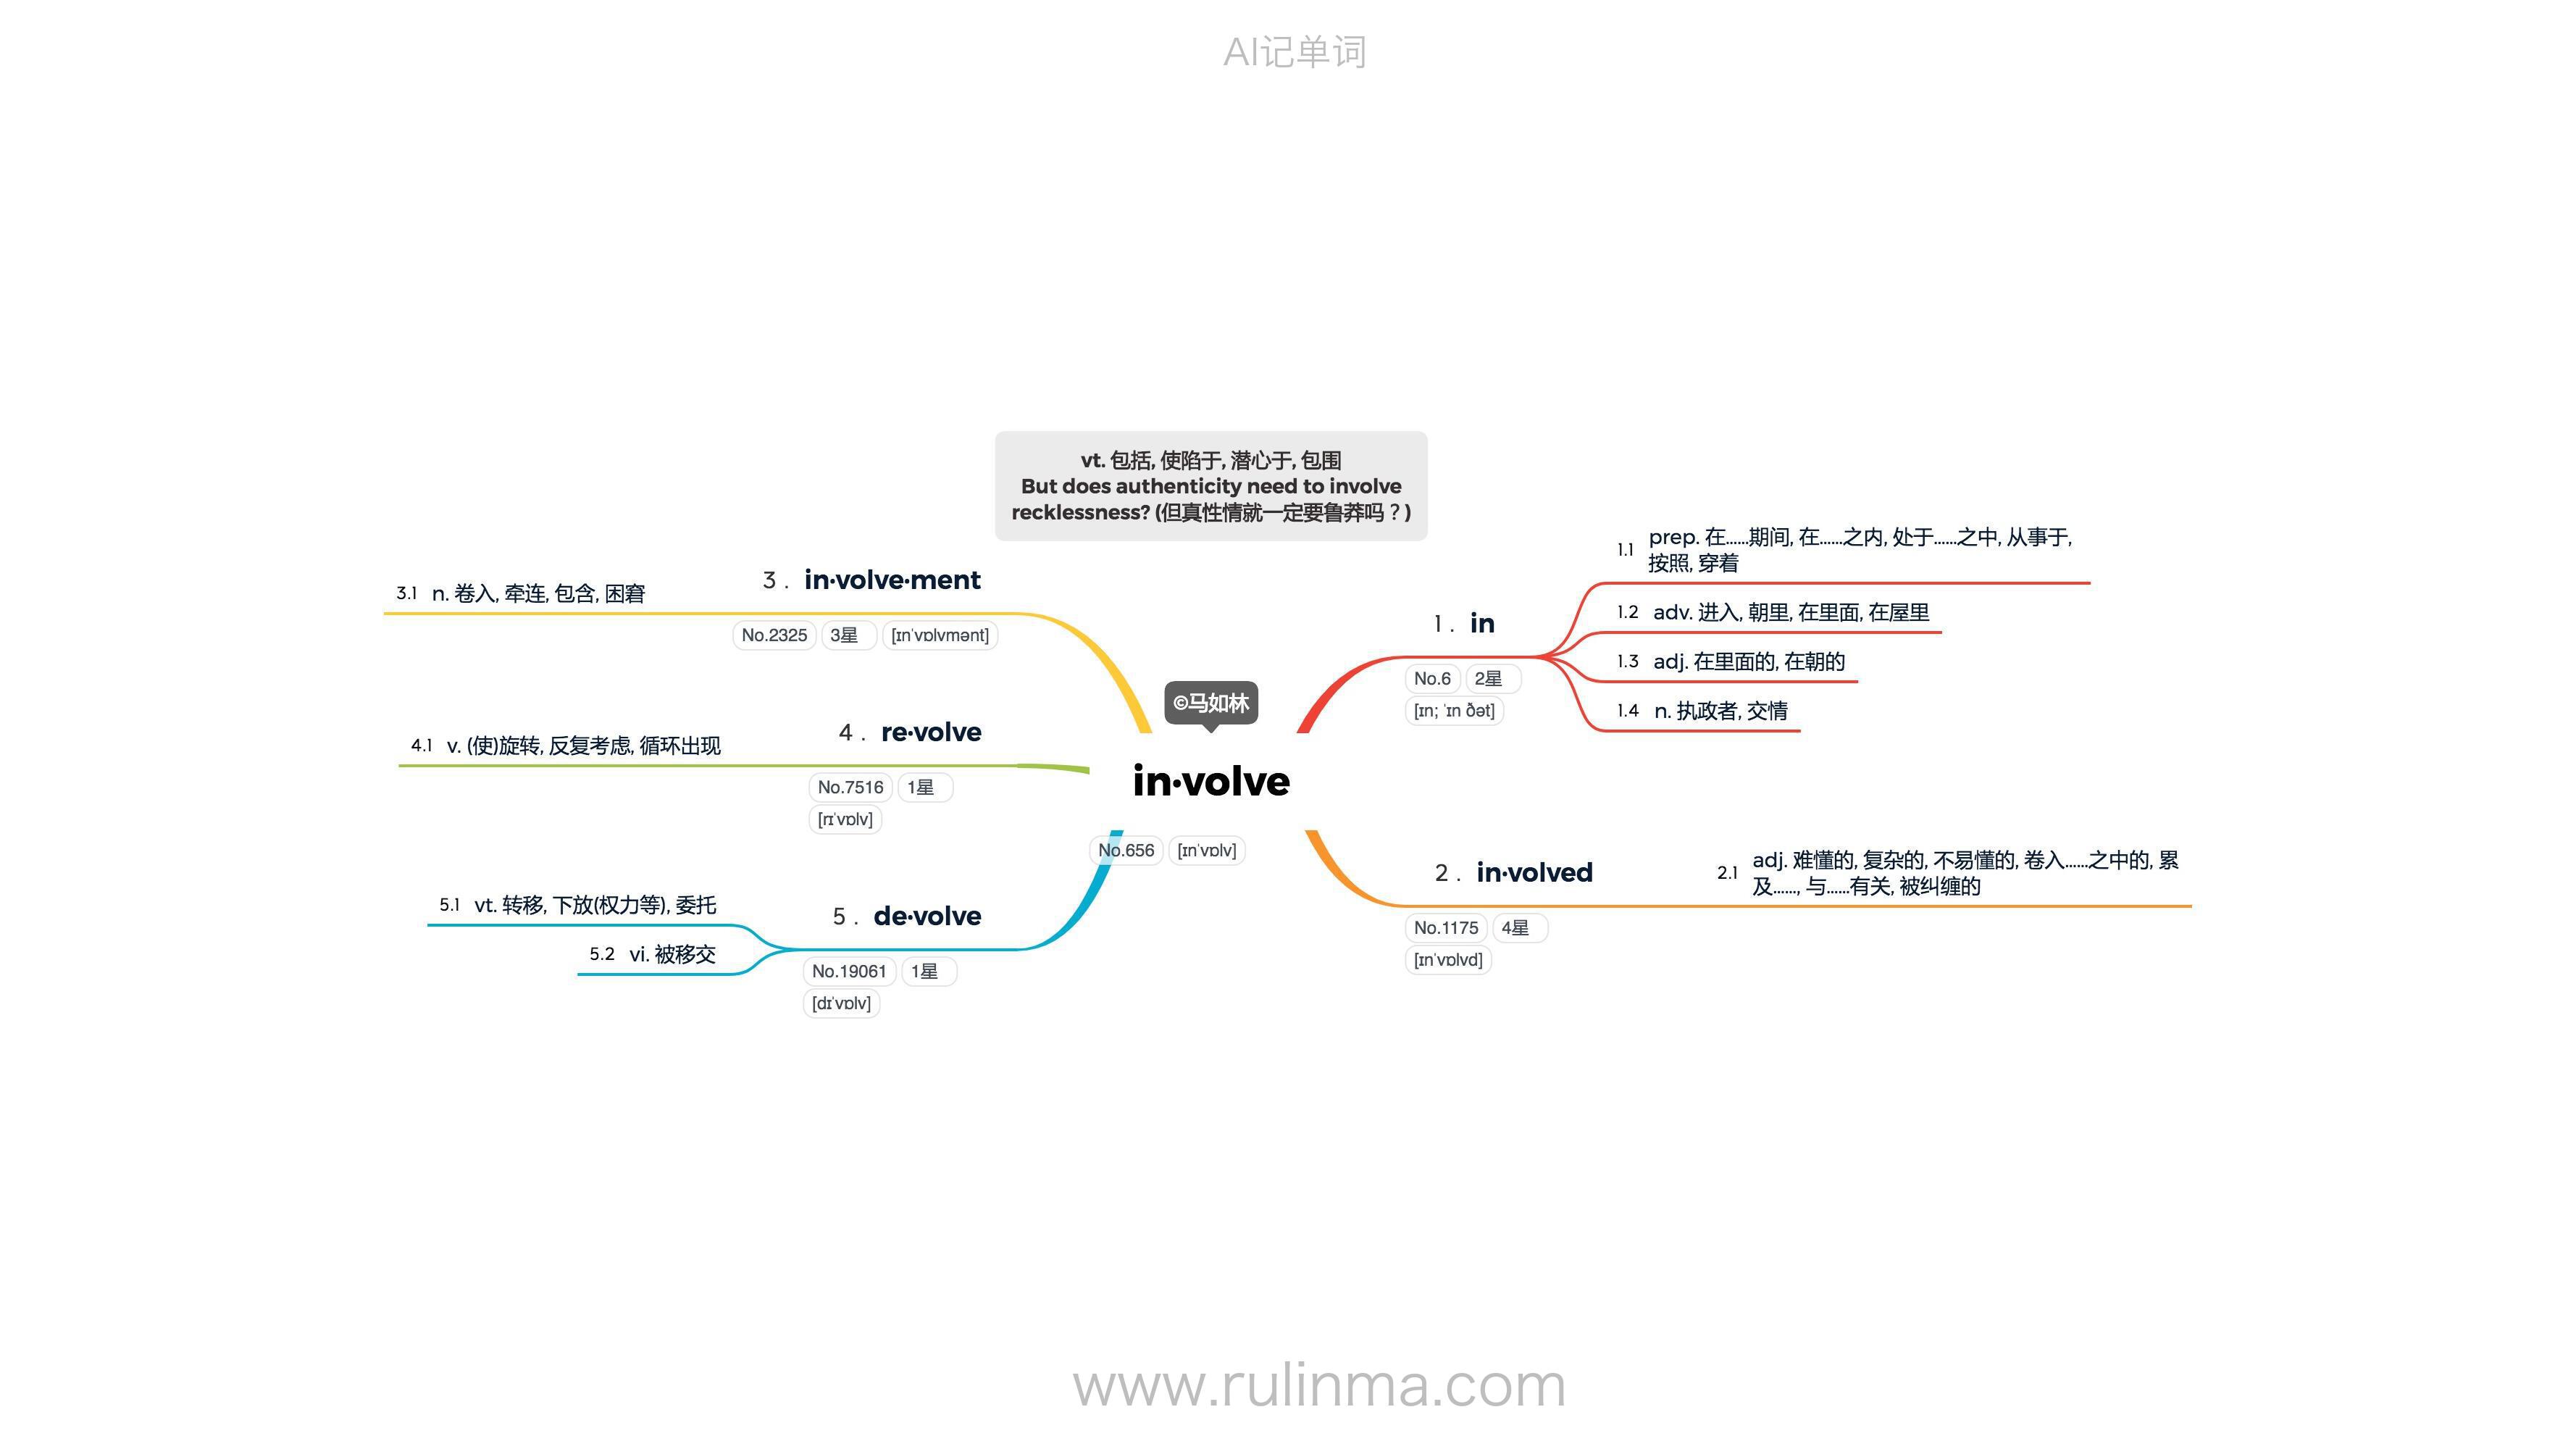 AI记单词
vt. 包括, 使陷于, 潜心于, 包围
But does authenticity need to involve
recklessness? (但真性情就一定要鲁莽吗？)
©马如林
in·volve
No.656 [ɪnˈvɒlv]
1. in
No.6 2星
[ɪn; ˈɪn ðət]
1.1 prep. 在……期间, 在……之内, 处于……之中, 从事于,
按照, 穿着
1.2 adv. 进入, 朝里, 在里面, 在屋里
1.3 adj. 在里面的, 在朝的
1.4 n. 执政者, 交情
2. in·volved
No.1175 4星
[ɪnˈvɒlvd]
2.1 adj. 难懂的, 复杂的, 不易懂的, 卷入……之中的, 累
及……, 与……有关, 被纠缠的
3. in·volve·ment
No.2325 3星 [ɪnˈvɒlvmənt]
3.1 n. 卷入, 牵连, 包含, 困窘
4. re·volve
No.7516 1星
[rɪˈvɒlv]
4.1 v. (使)旋转, 反复考虑, 循环出现
5. de·volve
No.19061 1星
[dɪˈvɒlv]
5.1 vt. 转移, 下放(权力等), 委托
5.2 vi. 被移交
www.rulinma.com